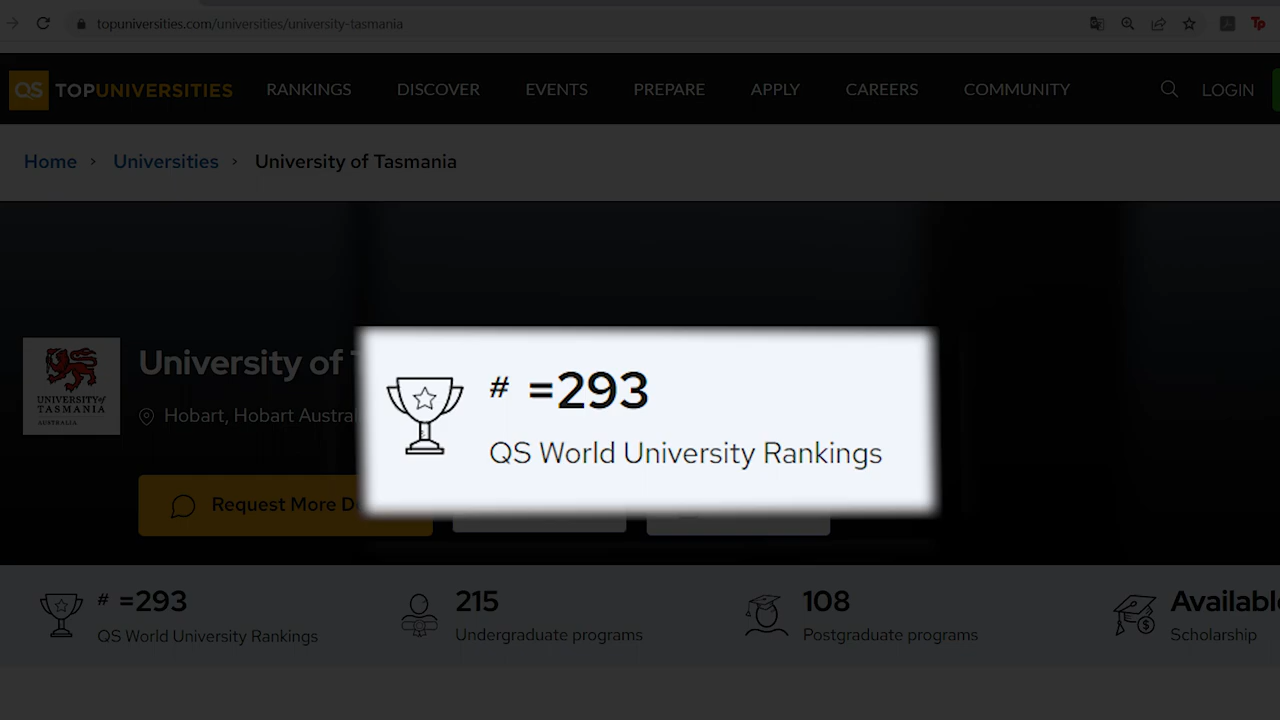 topuniversities.com/universities/university-tasmania
QS TOPUNIVERSITIES RANKINGS DISCOVER EVENTS PREPARE APPLY CAREERS COMMUNITY LOGIN
Home > Universities > University of Tasmania
University of
UNIVERSITY of
TASMANIA
AUSTRALIA
Hobart, Hobart Austral
Request More D
# =293
QS World University Rankings
# =293 215 108 Availabl
QS World University Rankings Undergraduate programs Postgraduate programs Scholarship